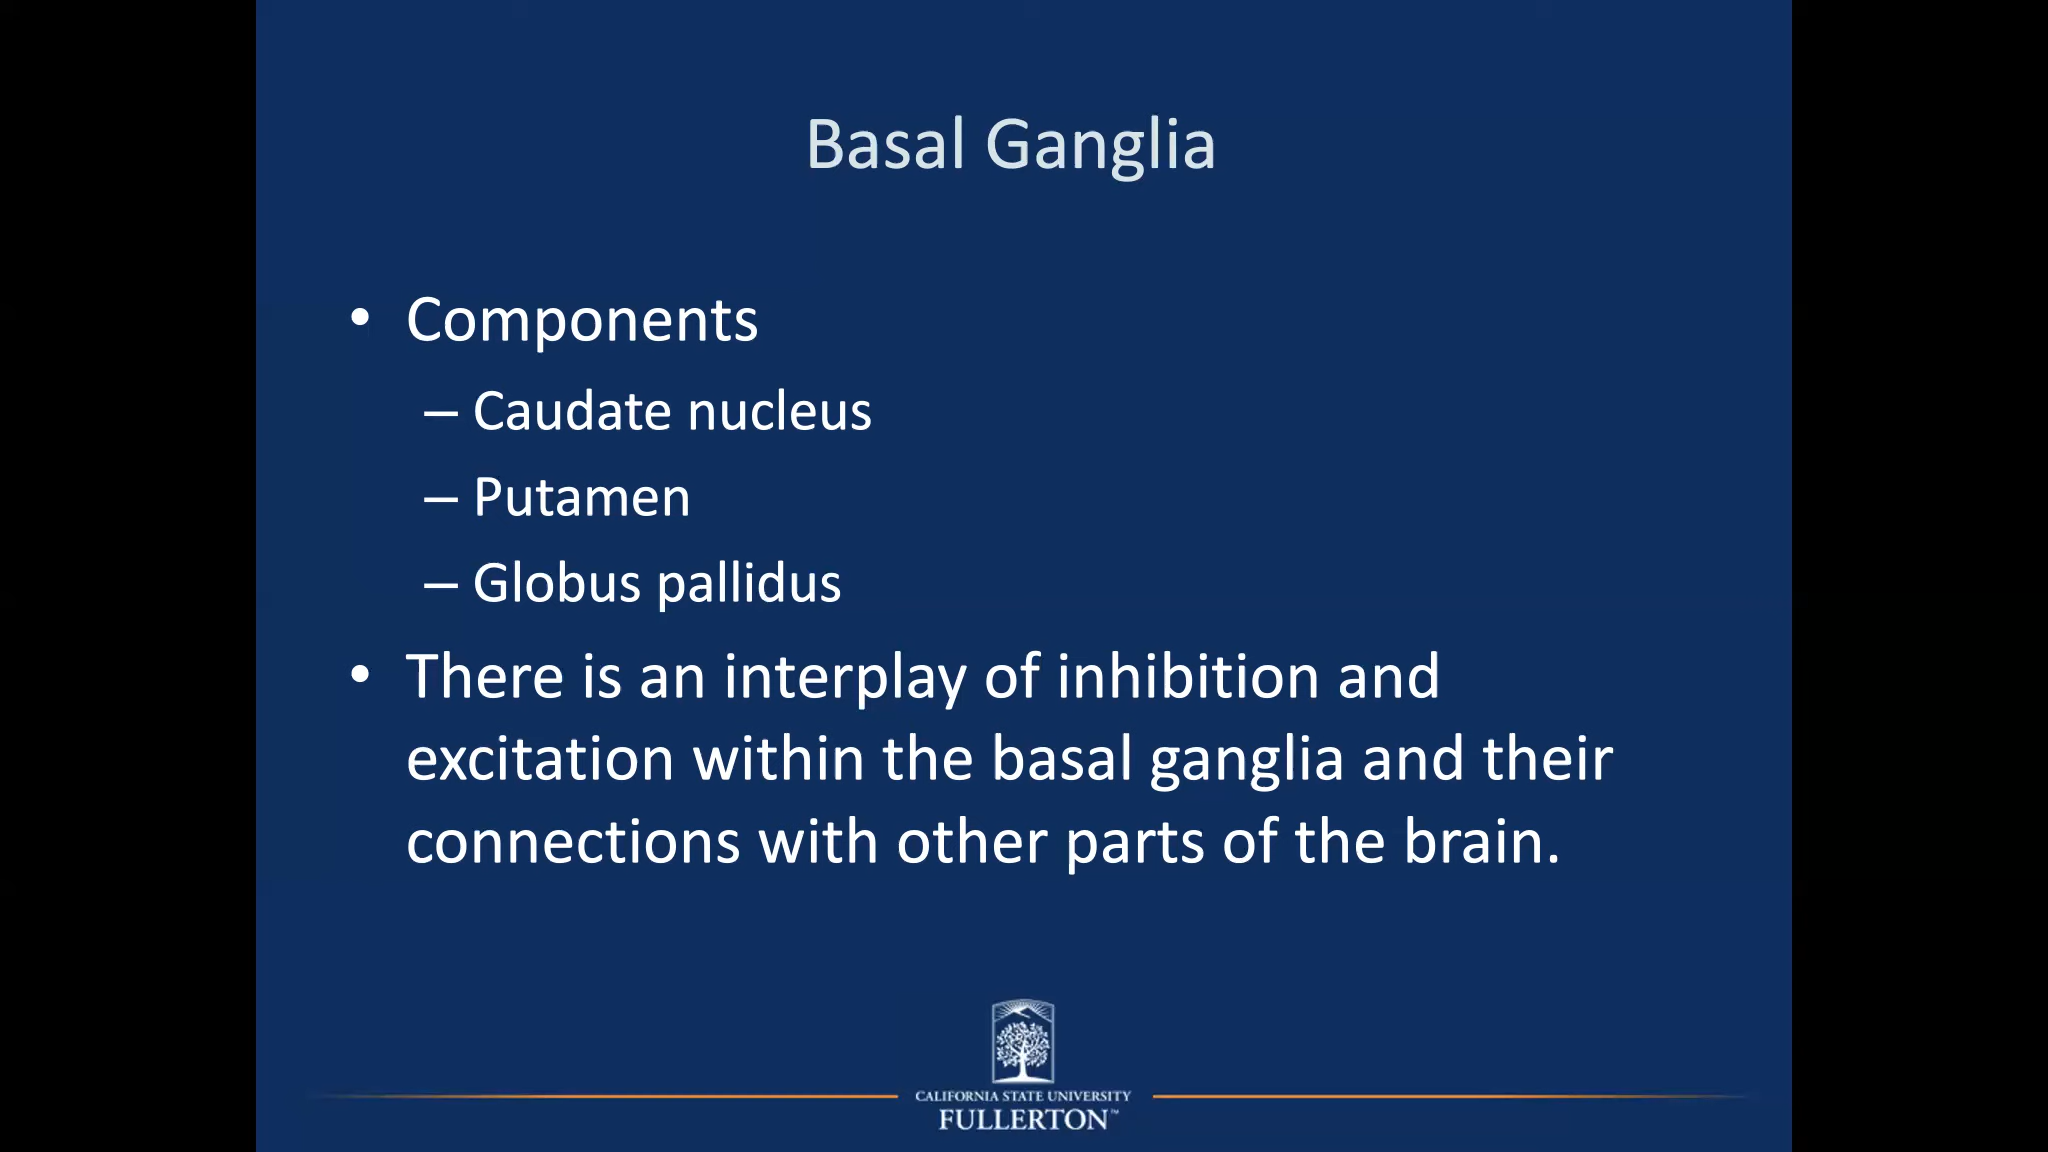 Basal Ganglia
• Components
– Caudate nucleus
– Putamen
– Globus pallidus
• There is an interplay of inhibition and
excitation within the basal ganglia and their
connections with other parts of the brain.
CALIFORNIA STATE UNIVERSITY
FULLERTON™